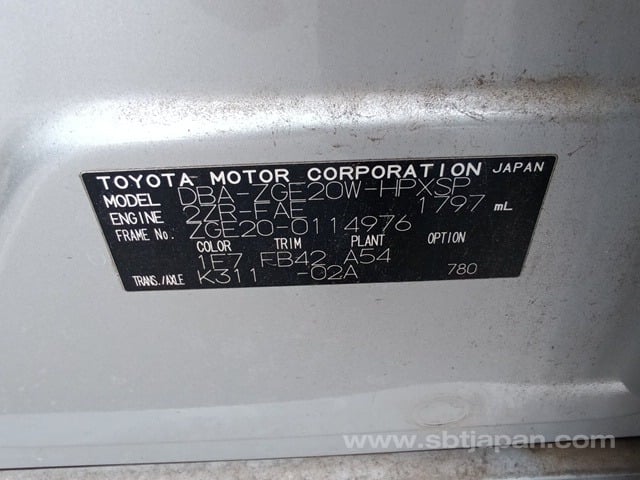 TOYOTA MOTOR CORPORATION JAPAN
MODEL DBA-ZGE20W-HPXSP
ENGINE 2ZR-FAE 1797 mL
FRAME No. ZGE20-0114976
COLOR TRIM PLANT OPTION
1F7 FB42 A54
TRANS./AXLE K311 -02A 780
www.sbtjapan.com